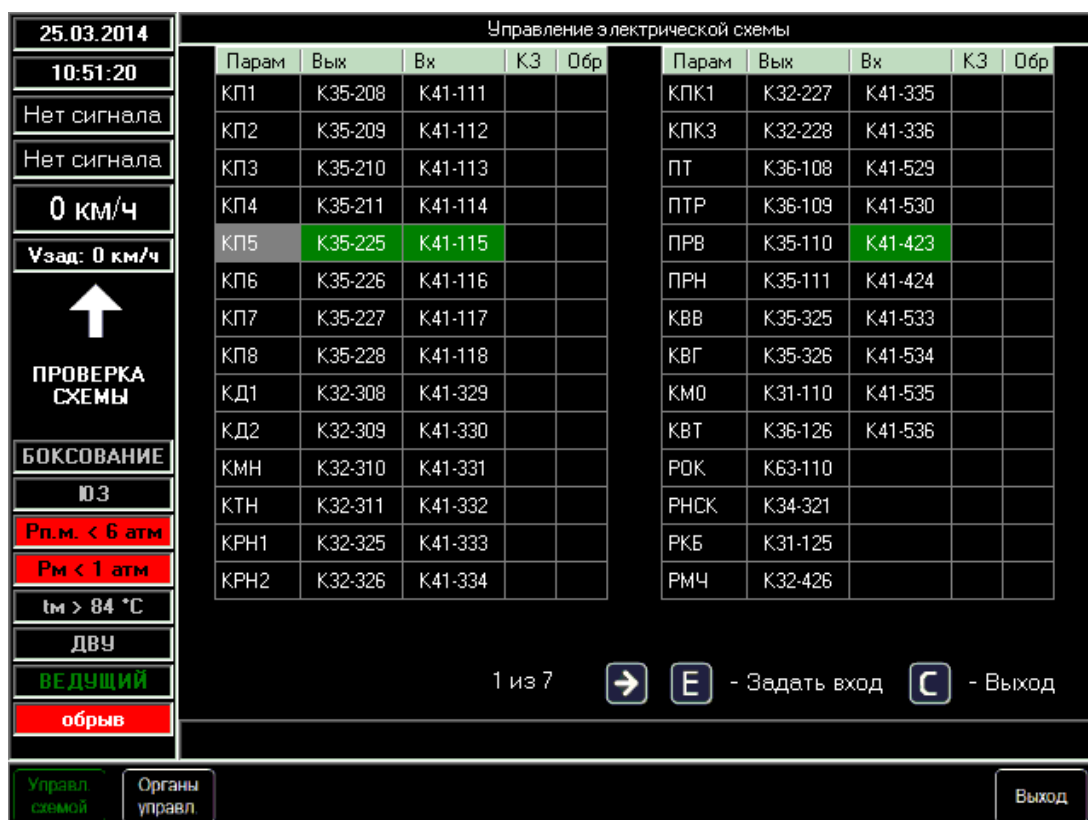 25.03.2014
10:51:20
Нет сигнала
Нет сигнала
0 км/ч
Vзад: 0 км/ч
ПРОВЕРКА
СХЕМЫ
БОКСОВАНИЕ
ЮЗ
Рп.м. < 6 атм
Рм < 1 атм
tм > 84 °C
ДВУ
ВЕДУЩИЙ
обрыв
Управление электрической схемы
Парам Вых Вх КЗ Обр
КП1 К35-208 К41-111
КП2 К35-209 К41-112
КП3 К35-210 К41-113
КП4 К35-211 К41-114
КП5 К35-225 К41-115
КП6 К35-226 К41-116
КП7 К35-227 К41-117
КП8 К35-228 К41-118
КД1 К32-308 К41-329
КД2 К32-309 К41-330
КМН К32-310 К41-331
КТН К32-311 К41-332
КРН1 К32-325 К41-333
КРН2 К32-326 К41-334
Парам Вых Вх КЗ Обр
КПК1 К32-227 К41-335
КПК3 К32-228 К41-336
ПТ К36-108 К41-529
ПТР К36-109 К41-530
ПРВ К35-110 К41-423
ПРН К35-111 К41-424
КВВ К35-325 К41-533
КВГ К35-326 К41-534
КМО К31-110 К41-535
КВТ К36-126 К41-536
РОК К63-110
РНСК К34-321
РКБ К31-125
РМЧ К32-426
1 из 7 → E - Задать вход C - Выход
Управл. схемой
Органы управл.
Выход